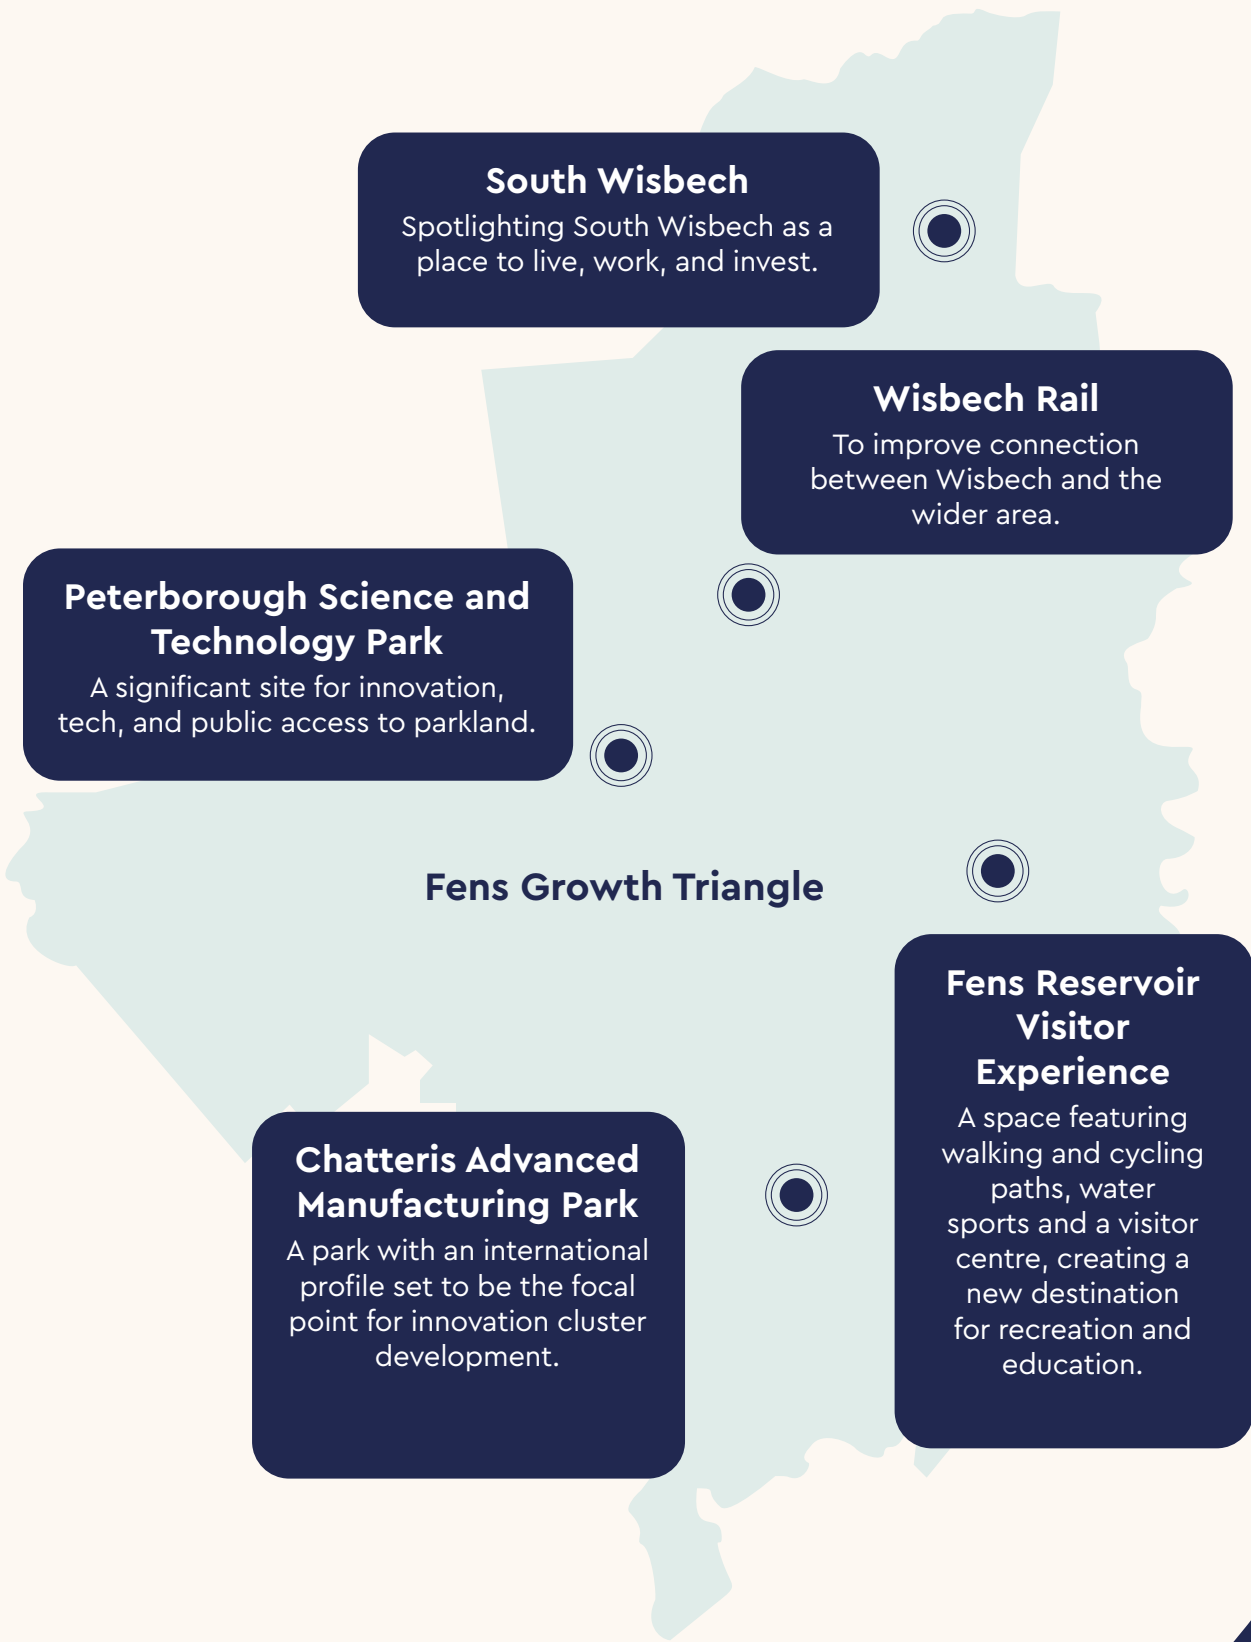 South Wisbech
Spotlighting South Wisbech as a
place to live, work, and invest.
Wisbech Rail
To improve connection
between Wisbech and the
wider area.
Peterborough Science and
Technology Park
A significant site for innovation,
tech, and public access to parkland.
Fens Growth Triangle
Fens Reservoir
Visitor
Experience
A space featuring
walking and cycling
paths, water
sports and a visitor
centre, creating a
new destination
for recreation and
education.
Chatteris Advanced
Manufacturing Park
A park with an international
profile set to be the focal
point for innovation cluster
development.